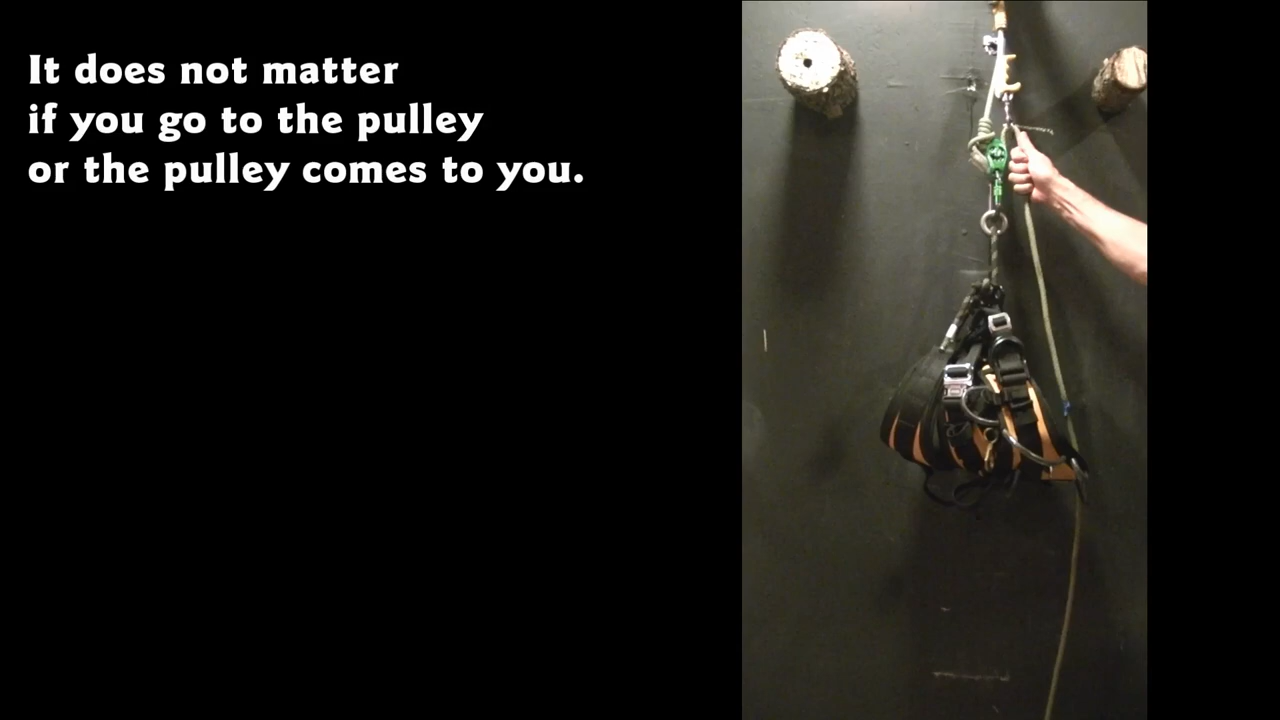 It does not matter
if you go to the pulley
or the pulley comes to you.